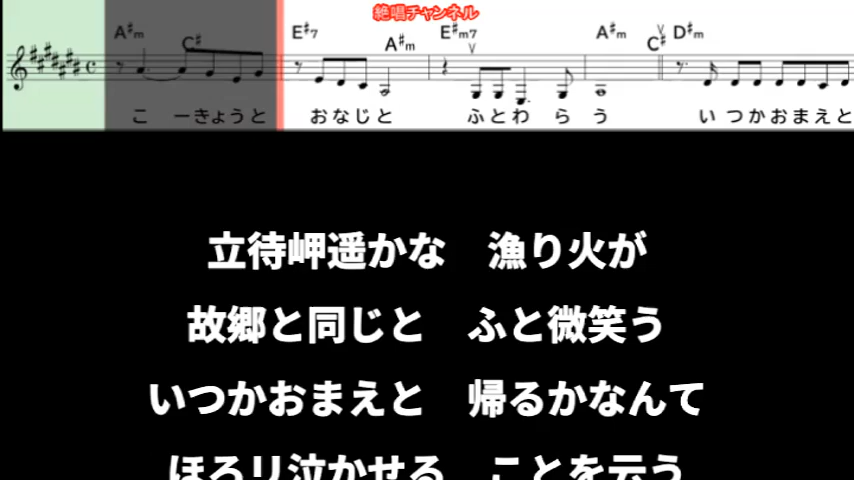 絶唱チャンネル
A#m C# E#7 A#m E#m7 A#m C# D#m
こ ーきょうと おなじと ふとわ ら う い つかおまえと
立待岬遥かな 漁り火が
故郷と同じと ふと微笑う
いつかおまえと 帰るかなんて
ほろリ泣かせる ことを云う